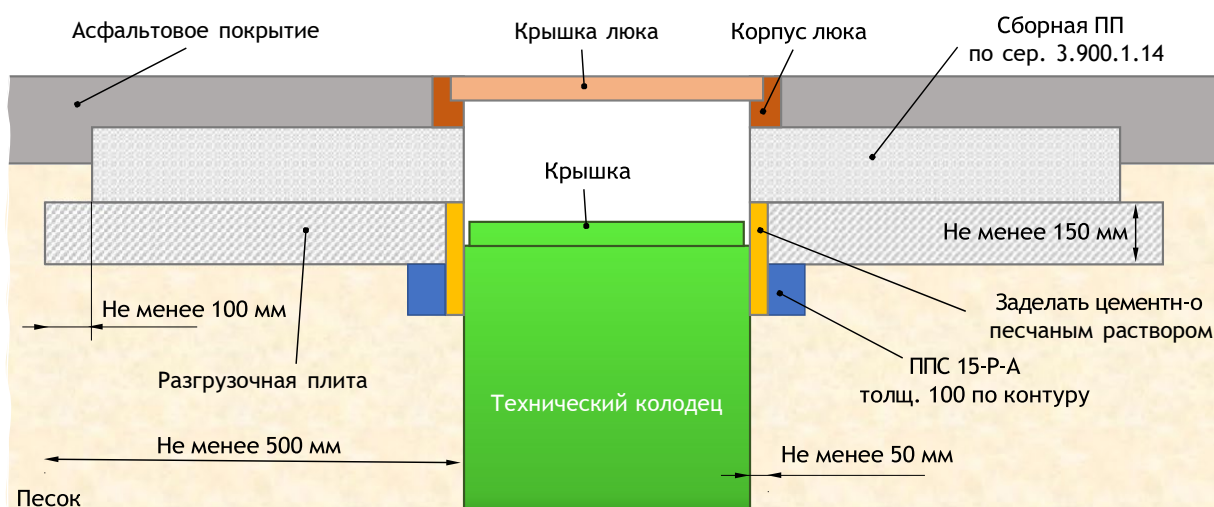 Асфальтовое покрытие
Крышка люка
Корпус люка
Сборная ПП
по сер. 3.900.1.14
Крышка
Не менее 150 мм
Не менее 100 мм
Заделать цементн-о
песчаным раствором
Разгрузочная плита
ППС 15-Р-А
толщ. 100 по контуру
Технический колодец
Не менее 500 мм
Не менее 50 мм
Песок